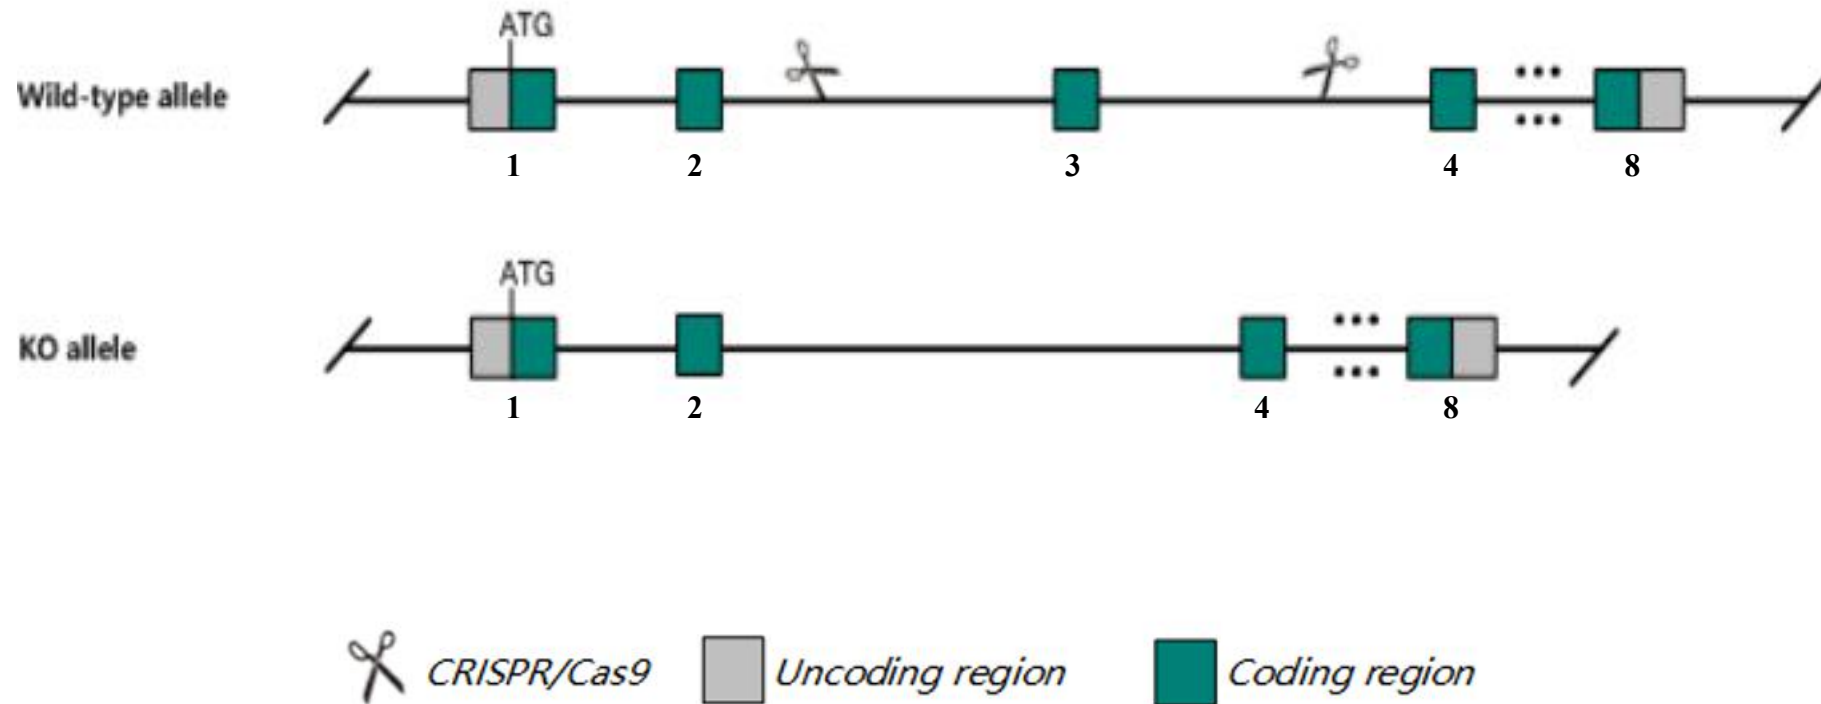 ATG
Wild-type allele
1 2 3 4 8
ATG
KO allele
1 2 4 8
CRISPR/Cas9 Uncoding region Coding region